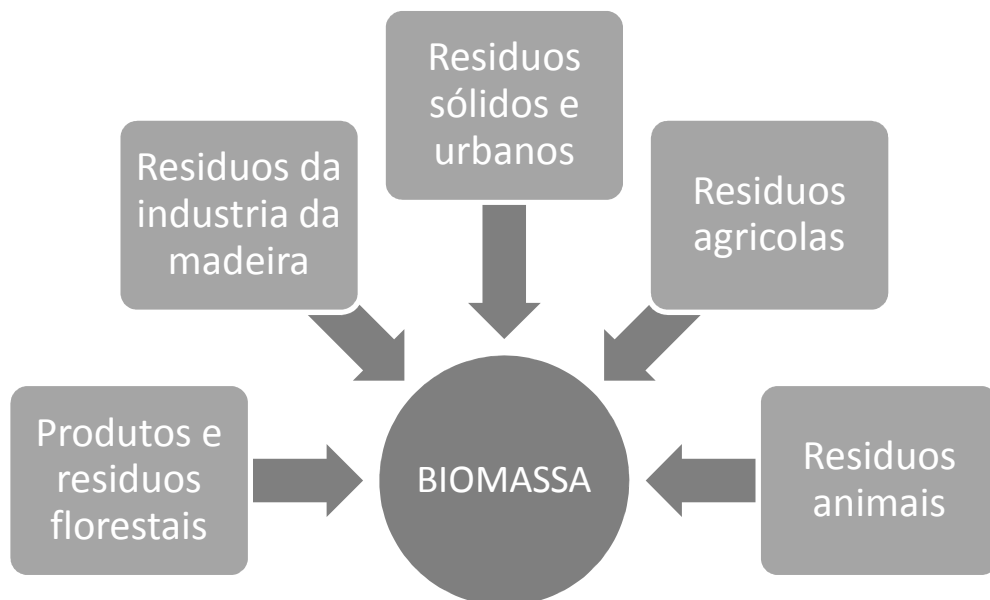 Residuos
sólidos e
urbanos
Residuos da
industria da
madeira
Residuos
agricolas
Produtos e
residuos
florestais
BIOMASSA
Residuos
animais